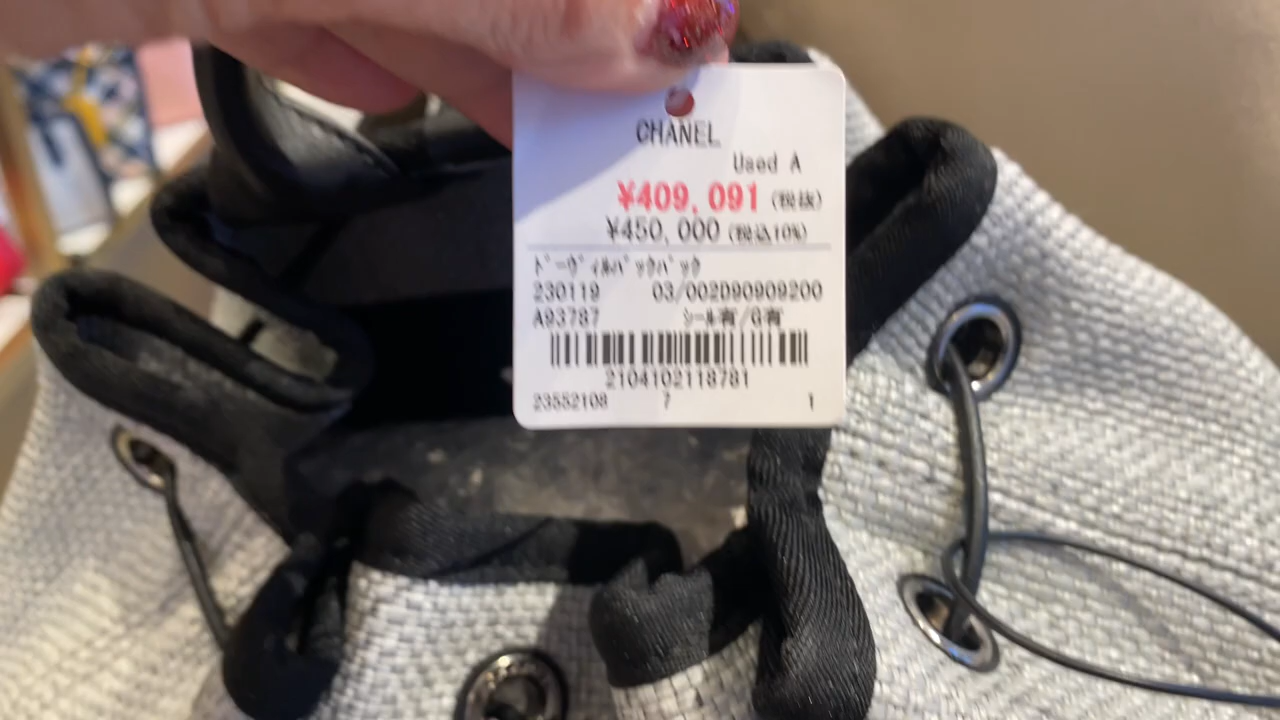 CHANEL
Used A
¥409,091 (税抜)
¥450,000 (税込10%)
ドーヴィルバックパック
230119 03/002D90909200
A93787 シール有/G有
2104102118781
23552108 7 1